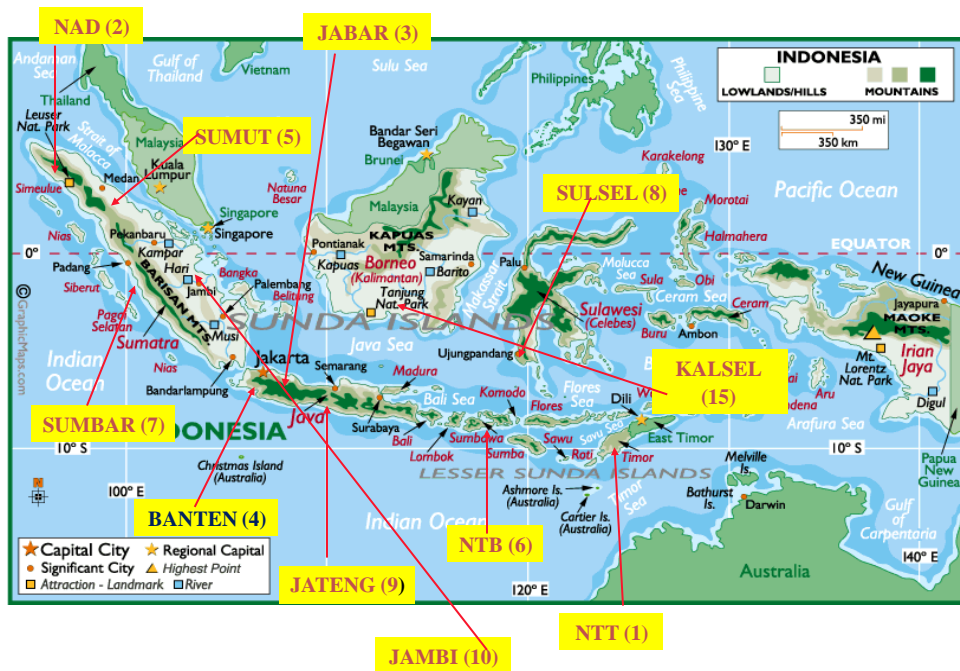 NAD (2)
JABAR (3)
Andaman
Sea
Gulf of
Thailand
Vietnam
Sulu Sea
Philippines
Philippine
Sea
INDONESIA
LOWLANDS/HILLS
MOUNTAINS
350 mi
350 km
Thailand
Leuser
Nat. Park
Strait of
Malacca
SUMUT (5)
Malaysia
Kuala
Lumpur
Medan
Simeulue
Bandar Seri
Begawan
Brunei
130° E
Karakelong
Pacific Ocean
Natuna
Besar
SULSEL (8)
Morotai
Malaysia
Kayan
Singapore
Singapore
Halmahera
Nias
Pekanbaru
Kampar
Pontianak
Kapuas
KAPUAS
MTS.
Borneo
(Kalimantan)
Samarinda
Barito
0°
EQUATOR
0°
Palu
Molucca
Sea
Makassar
Strait
Padang
Hari
Jambi
Bangka
Belitung
Palembang
Siberut
BARISAN MTS.
Sula
Obi
Ceram Sea
Ceram
New Guinea
Jayapura
MAOKE
MTS.
Tanjung
Nat. Park
Sulawesi
(Celebes)
Buru
Ambon
Pagai
Selatan
Sumatra
Musi
SUNDA ISLANDS
© GraphicMaps.com
Java Sea
Ujungpandang
Indian
Ocean
Nias
Jakarta
Semarang
Madura
Bandarlampung
KALSEL
(15)
Mt.
Lorentz
Nat. Park
Irian
Jaya
Java
Surabaya
Bali Sea
Komodo
Flores
Sea
Flores
Dili
W
Aru
Digul
Arafura Sea
SUMBAR (7)
INDONESIA
Bali
Lombok
Sumbawa
Sumba
Sawu
Savu Sea
Roti
Timor
East Timor
10° S
10° S
LESSER SUNDA ISLANDS
Christmas Island
(Australia)
Melville
Is.
Papua
New
Guinea
100° E
Ashmore Is.
(Australia)
Timor
Sea
Bathurst
Is.
Darwin
BANTEN (4)
Indian Ocean
Cartier Is.
(Australia)
Gulf
of
Carpentaria
NTB (6)
Capital City
Regional Capital
Significant City
Highest Point
Attraction - Landmark
River
JATENG (9)
120° E
Australia
140° E
NTT (1)
JAMBI (10)